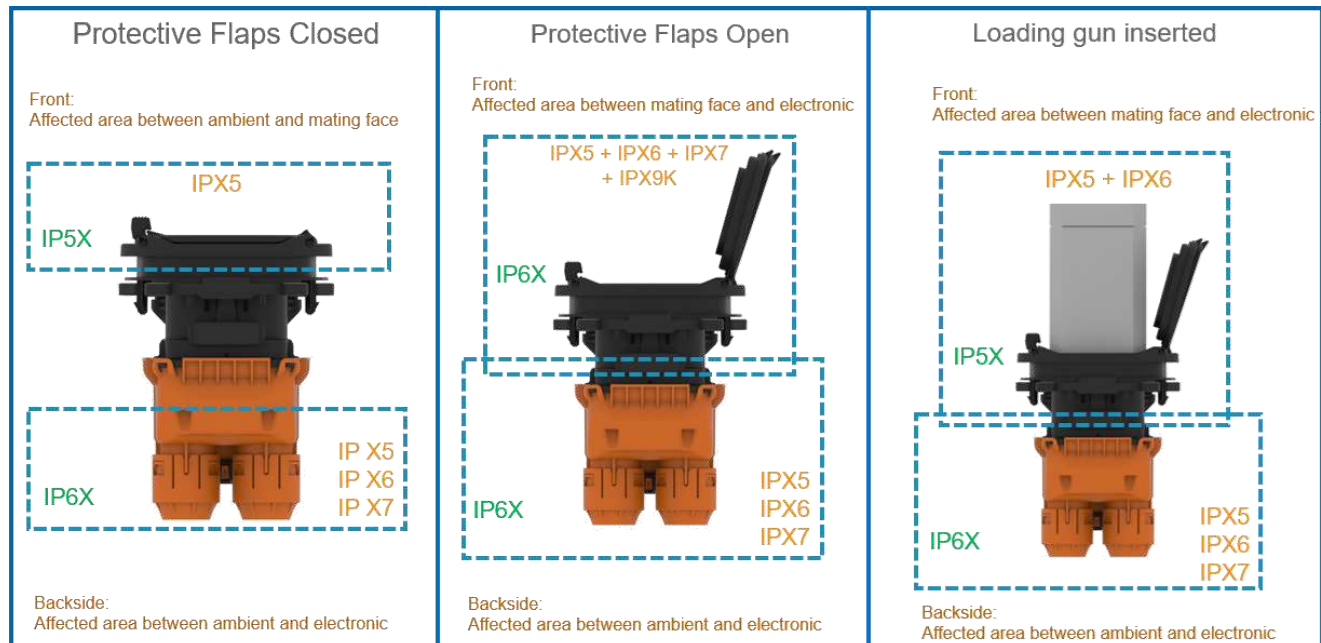 Protective Flaps Closed
Front:
Affected area between ambient and mating face
IPX5
IP5X
IP6X
IP X5
IP X6
IP X7
Backside:
Affected area between ambient and electronic
Protective Flaps Open
Front:
Affected area between mating face and electronic
IPX5 + IPX6 + IPX7
+ IPX9K
IP6X
IP6X
IPX5
IPX6
IPX7
Backside:
Affected area between ambient and electronic
Loading gun inserted
Front:
Affected area between mating face and electronic
IPX5 + IPX6
IP5X
IP6X
IPX5
IPX6
IPX7
Backside:
Affected area between ambient and electronic